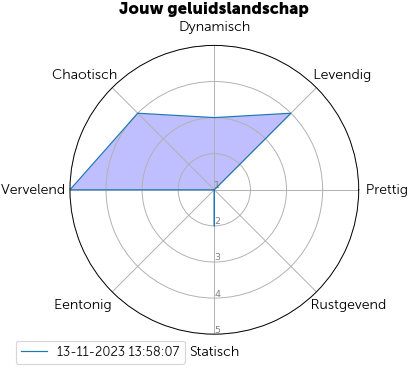 Jouw geluidslandschap
Dynamisch
Chaotisch
Levendig
Vervelend
Prettig
1
2
3
4
5
Eentonig
Rustgevend
13-11-2023 13:58:07
Statisch